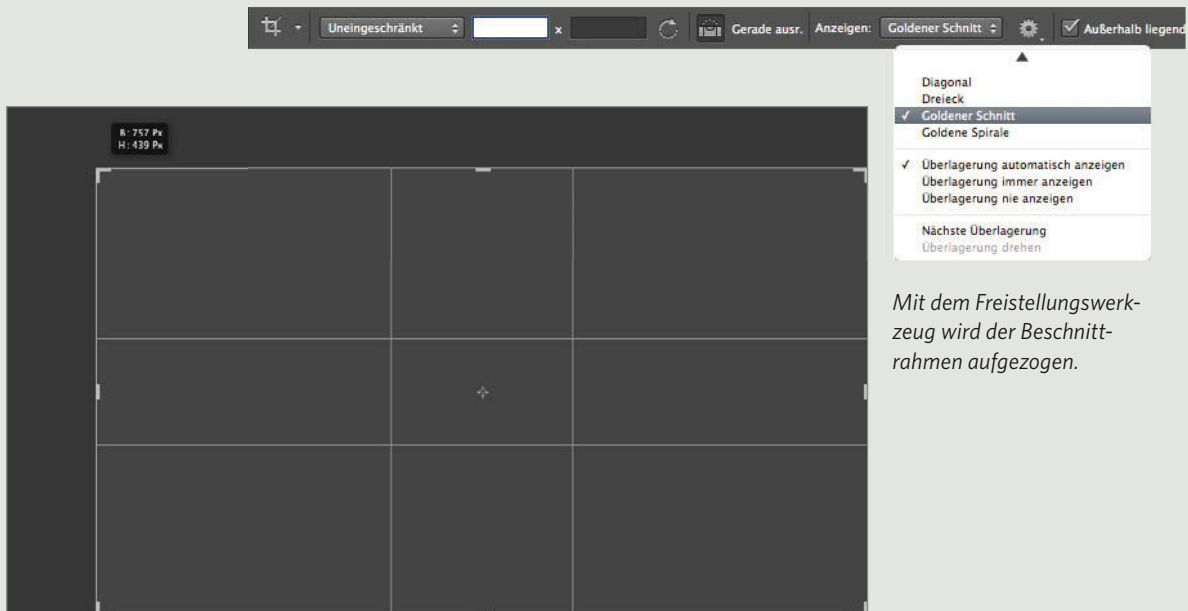 Uneingeschränkt x Gerade ausr. Anzeigen: Goldener Schnitt Außerhalb liegend
Diagonal
Dreieck
✓ Goldener Schnitt
Goldene Spirale
✓ Überlagerung automatisch anzeigen
Überlagerung immer anzeigen
Überlagerung nie anzeigen
Nächste Überlagerung
Überlagerung drehen
B: 757 Px
H: 439 Px
Mit dem Freistellungswerk-
zeug wird der Beschnitt-
rahmen aufgezogen.